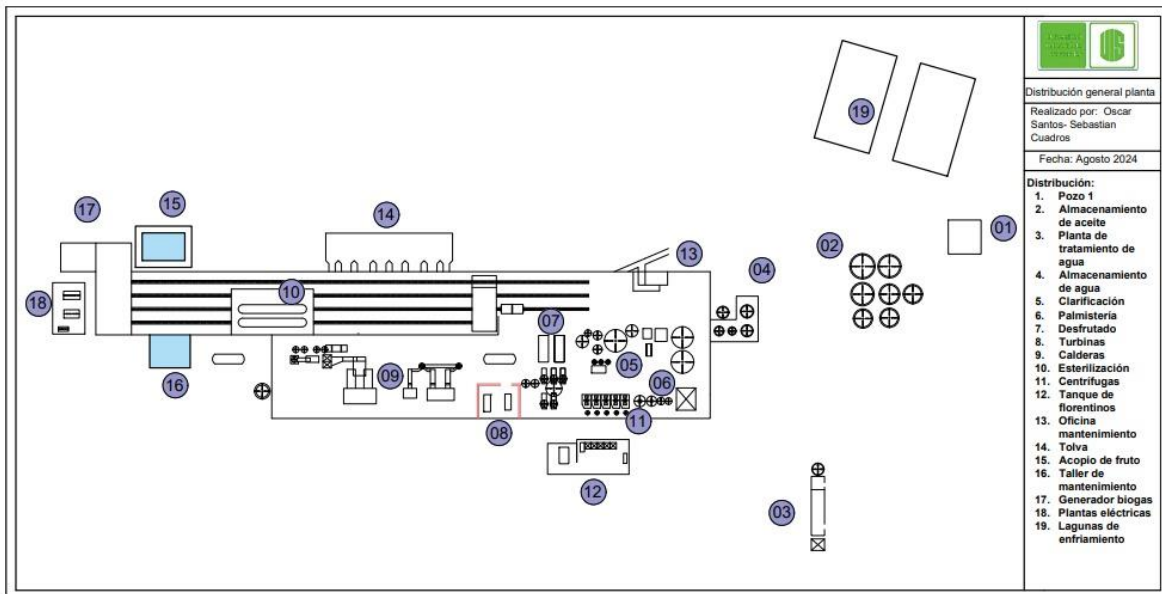 Distribución general planta
Realizado por: Oscar
Santos- Sebastian
Cuadros
Fecha: Agosto 2024
Distribución:
1. Pozo 1
2. Almacenamiento
de aceite
3. Planta de
tratamiento de
agua
4. Almacenamiento
de agua
5. Clarificación
6. Palmistería
7. Desfrutado
8. Turbinas
9. Calderas
10. Esterilización
11. Centrífugas
12. Tanque de
florentinos
13. Oficina
mantenimiento
14. Tolva
15. Acopio de fruto
16. Taller de
mantenimiento
17. Generador biogas
18. Plantas eléctricas
19. Lagunas de
enfriamiento
19
17
15
14
01
02
13
04
18
10
07
05
09
06
16
11
08
12
03